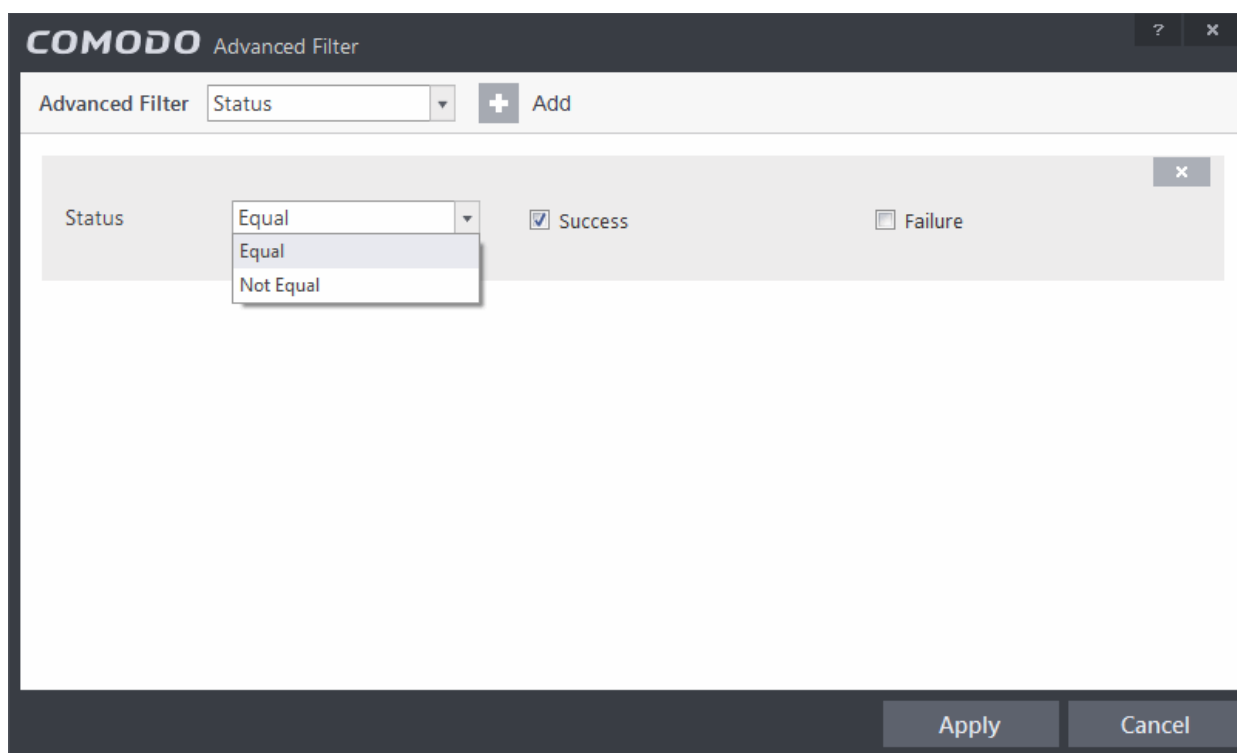 COMODO Advanced Filter ? ×
Advanced Filter Status + Add
×
Status Equal Success Failure
Equal
Not Equal
Apply Cancel